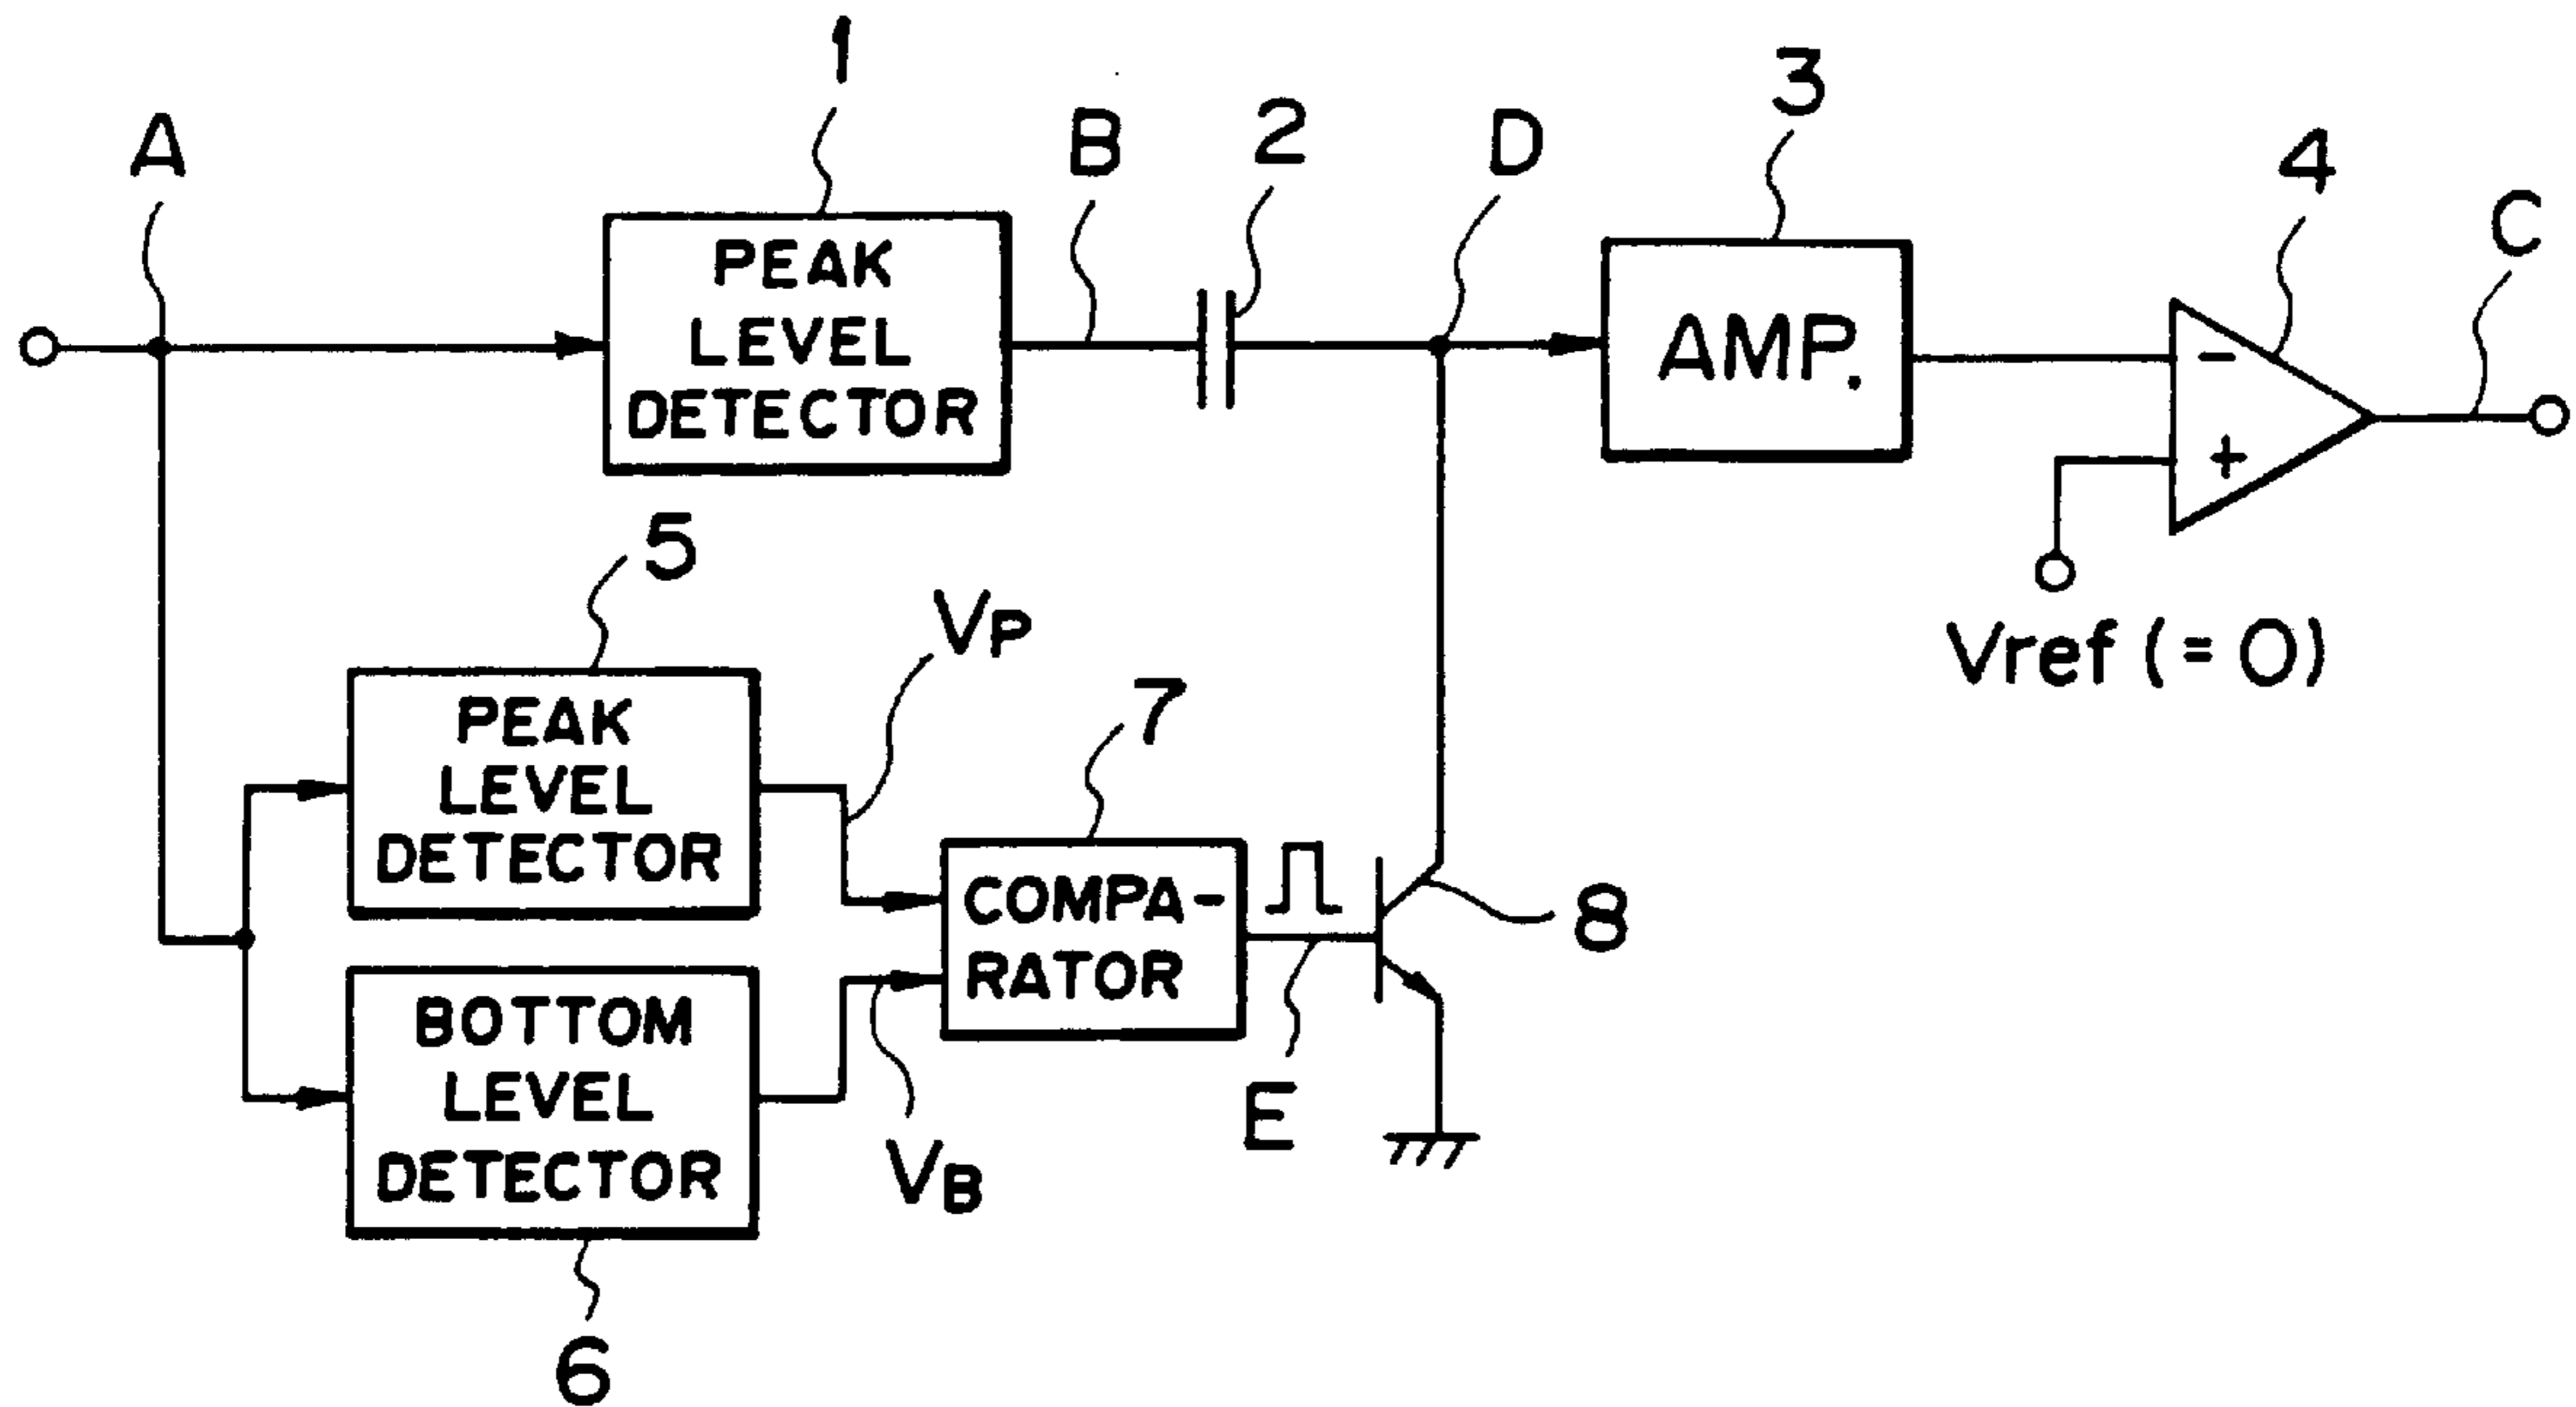 1
A
B
2
D
3
4
C
PEAK
LEVEL
DETECTOR
AMP.
-
+
Vref (= 0)
5
VP
7
PEAK
LEVEL
DETECTOR
COMPA-
RATOR
8
E
BOTTOM
LEVEL
DETECTOR
VB
6